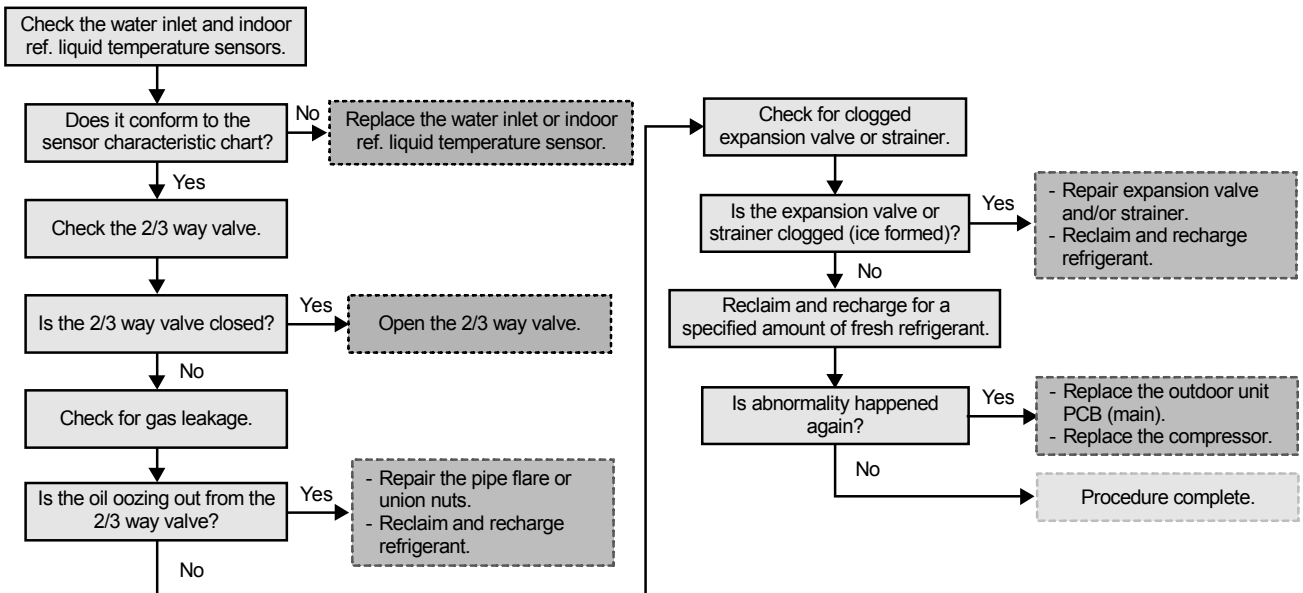 Check the water inlet and indoor
ref. liquid temperature sensors.
Does it conform to the
sensor characteristic chart?
No
Replace the water inlet or indoor
ref. liquid temperature sensor.
Yes
Check the 2/3 way valve.
Is the 2/3 way valve closed?
Yes
Open the 2/3 way valve.
No
Check for gas leakage.
Is the oil oozing out from the
2/3 way valve?
Yes
- Repair the pipe flare or
union nuts.
- Reclaim and recharge
refrigerant.
No
Check for clogged
expansion valve or strainer.
Is the expansion valve or
strainer clogged (ice formed)?
Yes
- Repair expansion valve
and/or strainer.
- Reclaim and recharge
refrigerant.
No
Reclaim and recharge for a
specified amount of fresh refrigerant.
Is abnormality happened
again?
Yes
- Replace the outdoor unit
PCB (main).
- Replace the compressor.
No
Procedure complete.